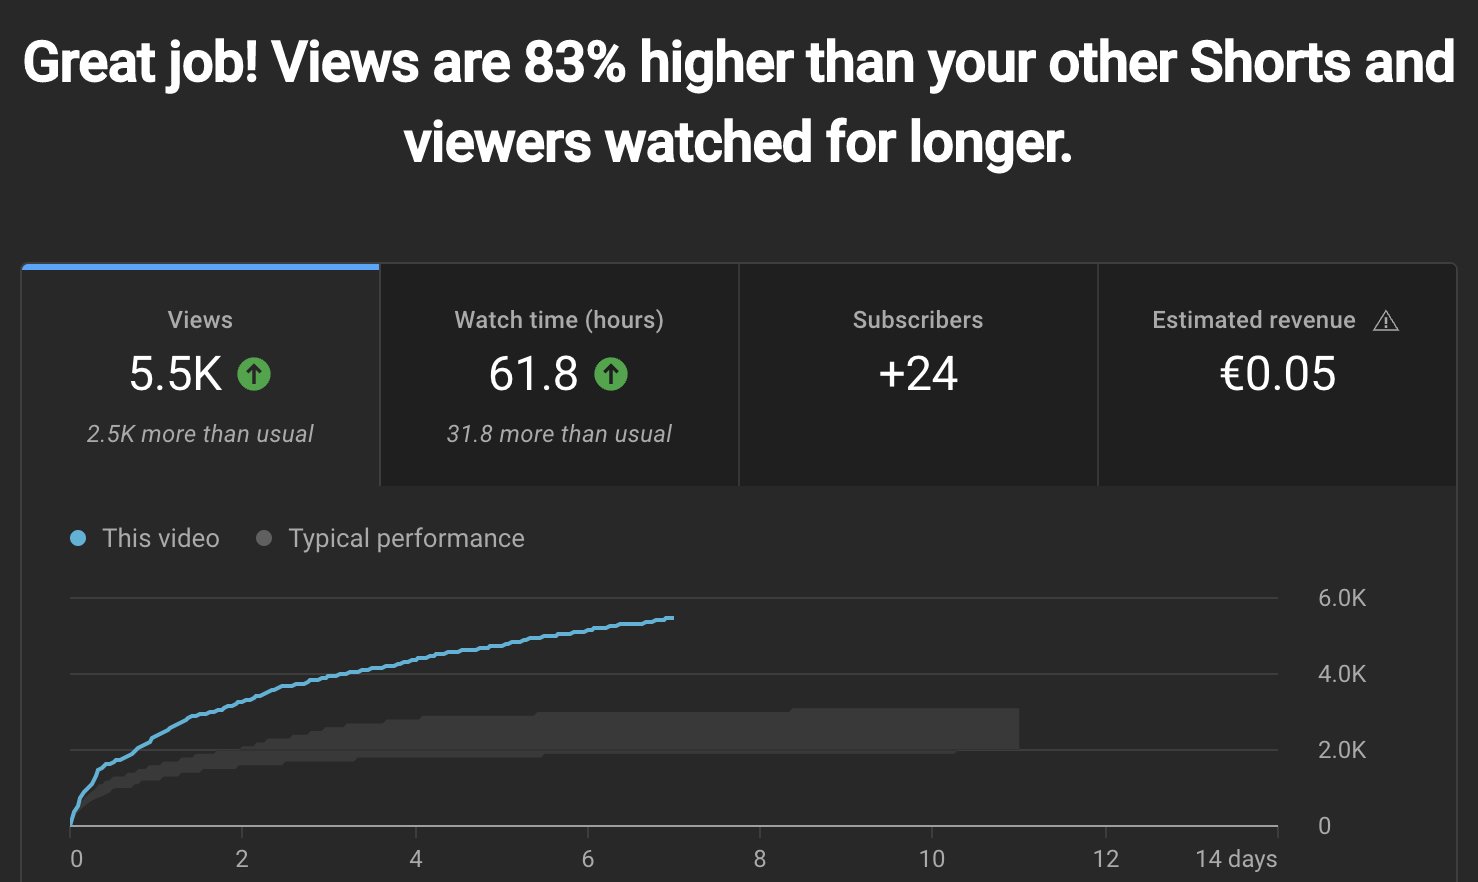 Great job! Views are 83% higher than your other Shorts and
viewers watched for longer.
Views
5.5K
2.5K more than usual
Watch time (hours)
61.8
31.8 more than usual
Subscribers
+24
Estimated revenue
€0.05
This video
Typical performance
6.0K
4.0K
2.0K
0
0 2 4 6 8 10 12 14 days